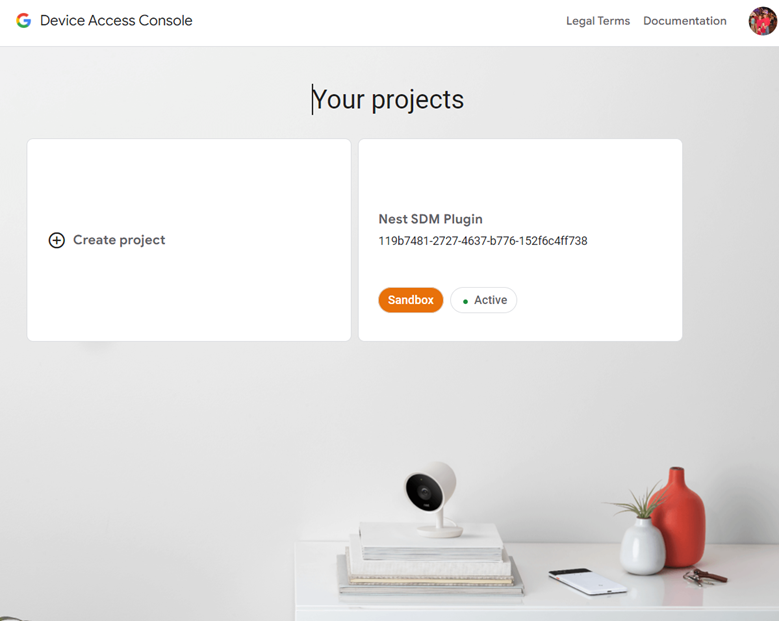 Device Access Console
Legal Terms
Documentation
Your projects
Create project
Nest SDM Plugin
119b7481-2727-4637-b776-152f6c4ff738
Sandbox
Active